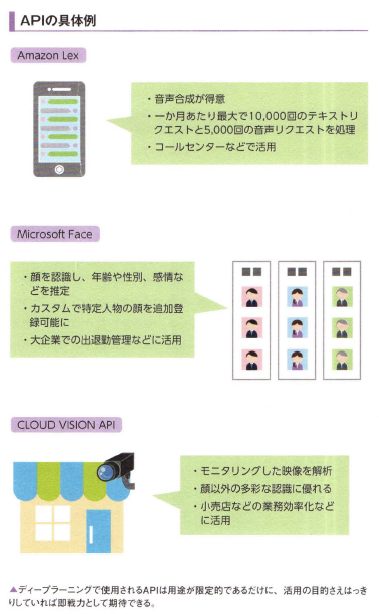 APIの具体例
Amazon Lex
・音声合成が得意
・一か月あたり最大で10,000回のテキストリ
クエストと5,000回の音声リクエストを処理
・コールセンターなどで活用
Microsoft Face
・顔を認識し、年齢や性別、感情な
どを推定
・カスタムで特定人物の顔を追加登
録可能に
・大企業での出退勤管理などに活用
CLOUD VISION API
・モニタリングした映像を解析
・顔以外の多彩な認識に優れる
・小売店などの業務効率化など
に活用
▲ディープラーニングで使用されるAPIは用途が限定的であるだけに、活用の目的さえはっき
りしていれば即戦力として期待できる。